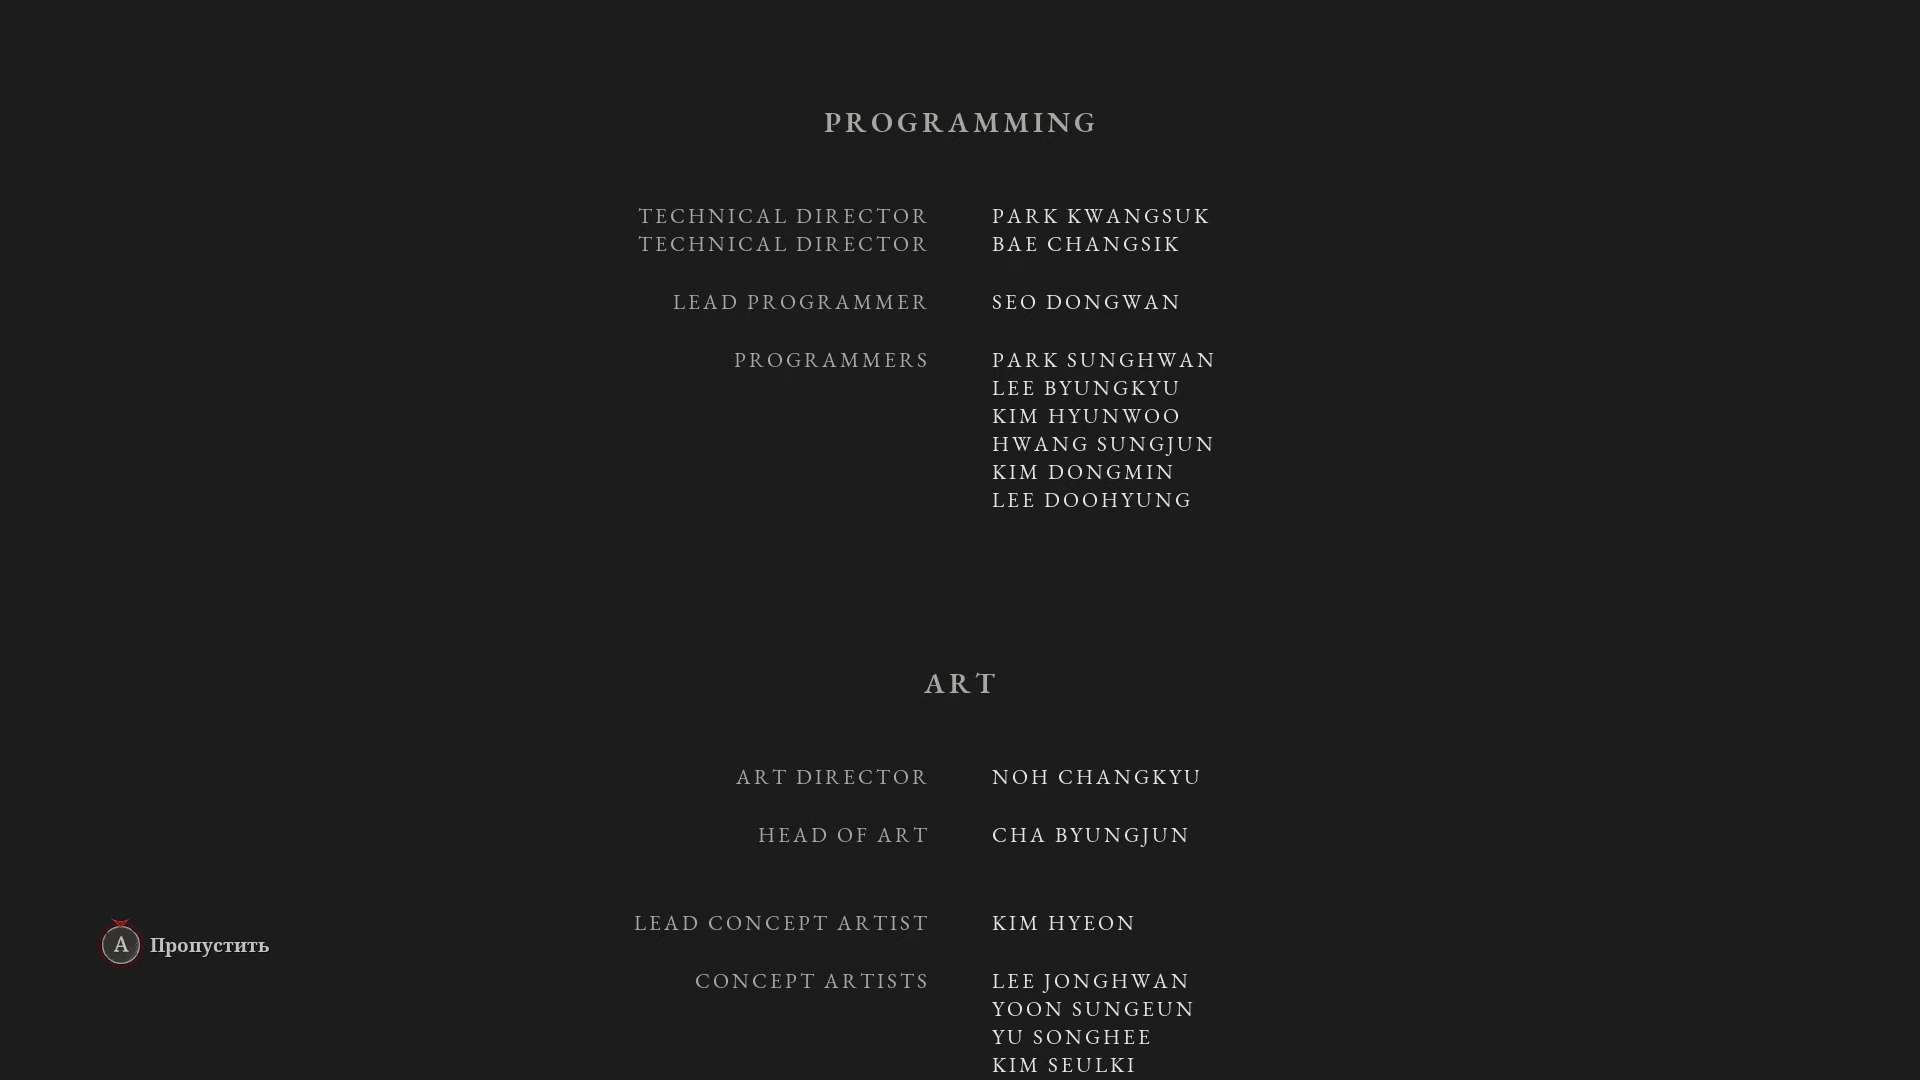 PROGRAMMING
TECHNICAL DIRECTOR PARK KWANGSUK
TECHNICAL DIRECTOR BAE CHANGSIK
LEAD PROGRAMMER SEO DONGWAN
PROGRAMMERS PARK SUNGHWAN
LEE BYUNGKYU
KIM HYUNWOO
HWANG SUNGJUN
KIM DONGMIN
LEE DOOHYUNG
ART
ART DIRECTOR NOH CHANGKYU
HEAD OF ART CHA BYUNGJUN
LEAD CONCEPT ARTIST KIM HYEON
A Пропустить
CONCEPT ARTISTS LEE JONGHWAN
YOON SUNGEUN
YU SONGHEE
KIM SEULKI